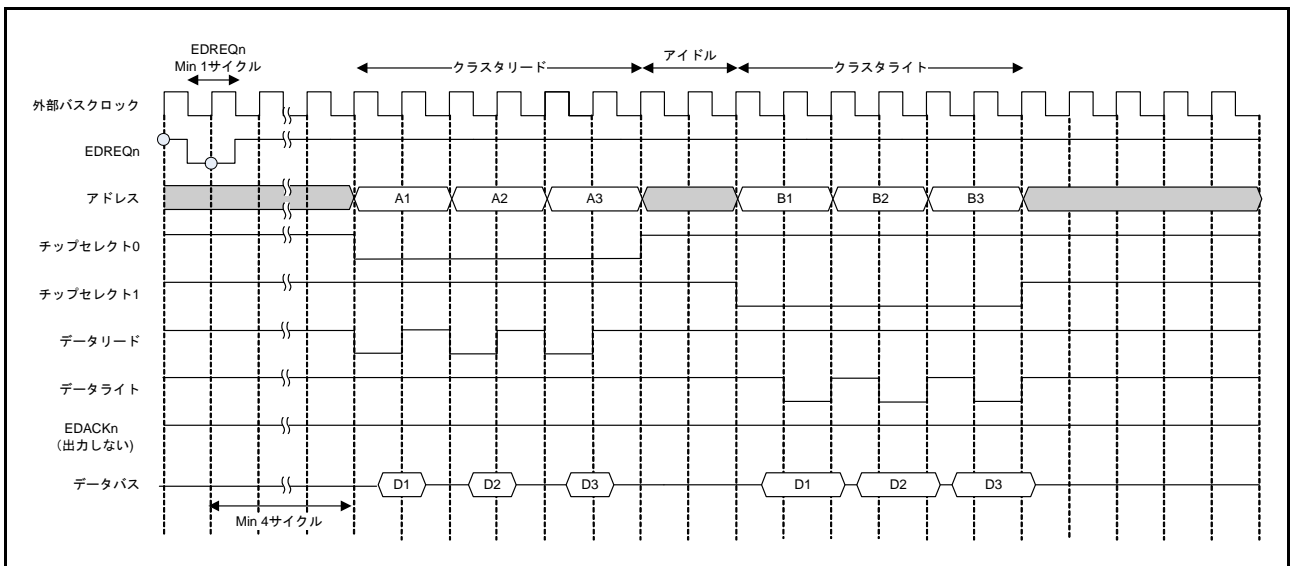 EDREQn
Min 1サイクル
クラスタリード
アイドル
クラスタライト
外部バスクロック
EDREQn
アドレス
A1
A2
A3
B1
B2
B3
チップセレクト0
チップセレクト1
データリード
データライト
EDACKn
(出力しない)
データバス
D1
D2
D3
D1
D2
D3
Min 4サイクル